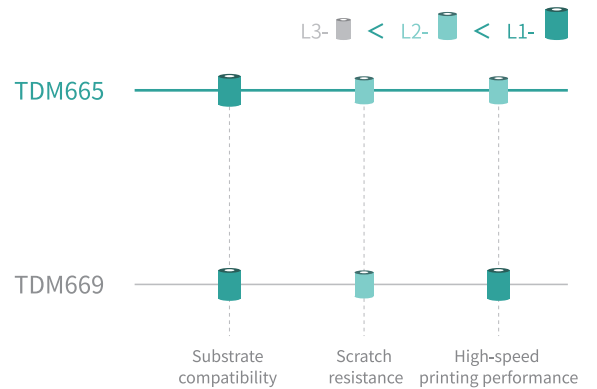 L3- < L2- < L1-
TDM665
TDM669
Substrate
compatibility
Scratch
resistance
High-speed
printing performance